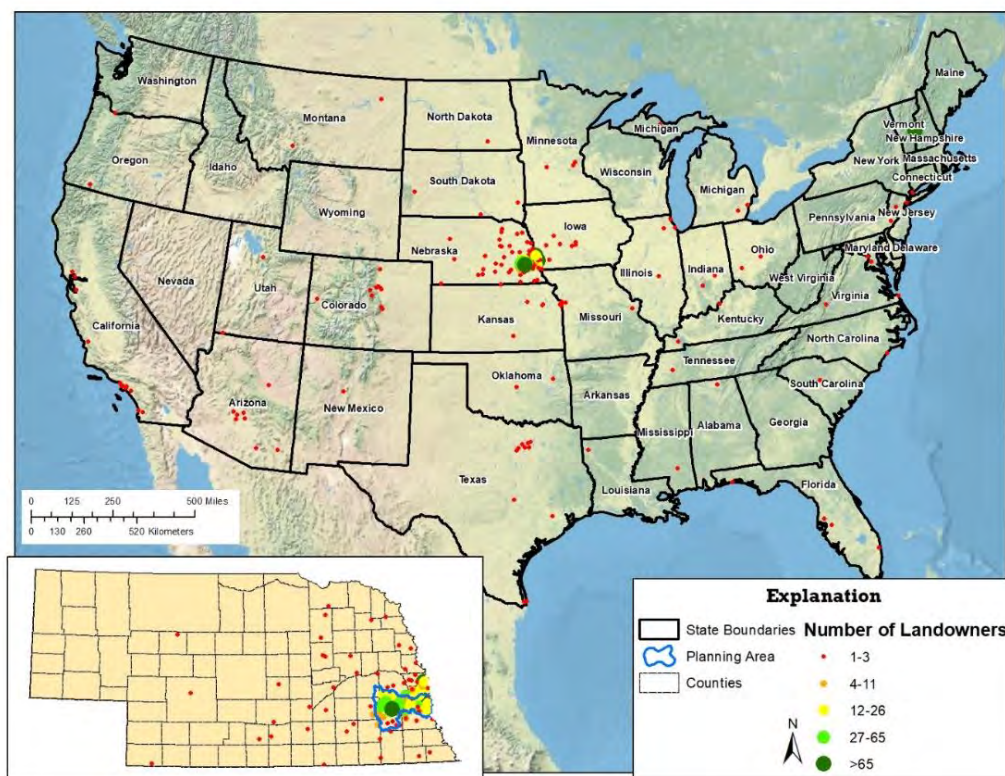 Washington
Montana
North Dakota
Minnesota
Michigan
Maine
Vermont
New Hampshire
Oregon
Idaho
South Dakota
Wisconsin
Michigan
New York
Massachusetts
Connecticut
Wyoming
Pennsylvania
New Jersey
Nebraska
Iowa
Ohio
Maryland
Delaware
Nevada
Utah
Colorado
Illinois
Indiana
West Virginia
Virginia
California
Kansas
Missouri
Kentucky
North Carolina
Arizona
New Mexico
Oklahoma
Arkansas
Tennessee
South Carolina
Mississippi
Alabama
Georgia
Texas
Louisiana
Florida
0 125 250 500 Miles
0 130 260 520 Kilometers
Explanation
State Boundaries
Planning Area
Counties
N
Number of Landowners
1-3
4-11
12-26
27-65
>65